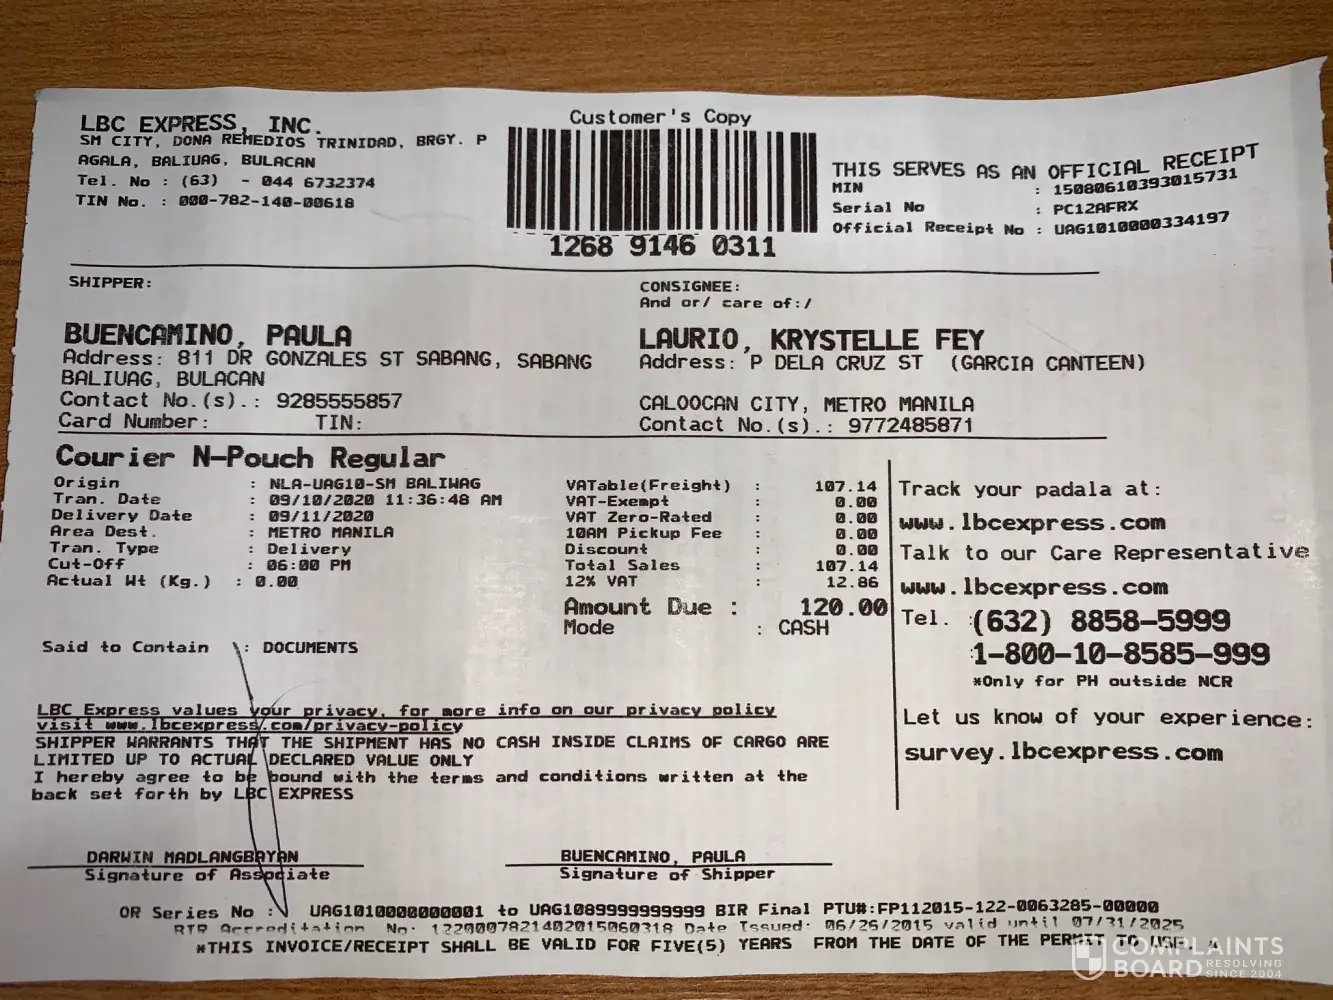 LBC EXPRESS, INC.
SM CITY, DONA REMEDIOS TRINIDAD, BRGY. P
AGALA, BALIUAG, BULACAN
Tel. No : (63) - 044 6732374
TIN No. : 000-782-140-00618
Customer's Copy
1268 9146 0311
THIS SERVES AS AN OFFICIAL RECEIPT
MIN : 15080610393015731
Serial No : PC12AFRX
Official Receipt No : UAG1010000334197
SHIPPER:
BUENCAMINO, PAULA
Address: 811 DR GONZALES ST SABANG, SABANG
BALIUAG, BULACAN
Contact No.(s).: 9285555857
Card Number: TIN:
CONSIGNEE:
And or/ care of:/
LAURIO, KRYSTELLE FEY
Address: P DELA CRUZ ST (GARCIA CANTEEN)
CALOOCAN CITY, METRO MANILA
Contact No.(s).: 9772485871
Courier N-Pouch Regular
Origin : NLA-UAG10-SM BALIWAG
Tran. Date : 09/10/2020 11:36:48 AM
Delivery Date : 09/11/2020
Area Dest. : METRO MANILA
Tran. Type : Delivery
Cut-Off : 06:00 PM
Actual Wt (Kg.) : 0.00
VATable(Freight) : 107.14
VAT-Exempt : 0.00
VAT Zero-Rated : 0.00
10AM Pickup Fee : 0.00
Discount : 0.00
Total Sales : 107.14
12% VAT : 12.86
Amount Due : 120.00
Mode : CASH
Track your padala at:
www.lbcexpress.com
Talk to our Care Representative
www.lbcexpress.com
Tel. :(632) 8858-5999
:1-800-10-8585-999
*Only for PH outside NCR
Let us know of your experience:
survey.lbcexpress.com
Said to Contain : DOCUMENTS
LBC Express values your privacy, for more info on our privacy policy
visit www.lbcexpress.com/privacy-policy
SHIPPER WARRANTS THAT THE SHIPMENT HAS NO CASH INSIDE CLAIMS OF CARGO ARE
LIMITED UP TO ACTUAL DECLARED VALUE ONLY
I hereby agree to be bound with the terms and conditions written at the
back set forth by LBC EXPRESS
DARWIN MADLANGBAYAN
Signature of Associate
BUENCAMINO, PAULA
Signature of Shipper
OR Series No : UAG1010000000001 to UAG1089999999999 BIR Final PTU#:FP112015-122-0063285-00000
BIR Accreditation No: 12200078214020150603​18 Date Issued: 06/26/2015 valid until 07/31/2025
*THIS INVOICE/RECEIPT SHALL BE VALID FOR FIVE(5) YEARS FROM THE DATE OF THE PERMIT TO USE. *
COMPLAINTS
BOARD RESOLVING
SINCE 2004